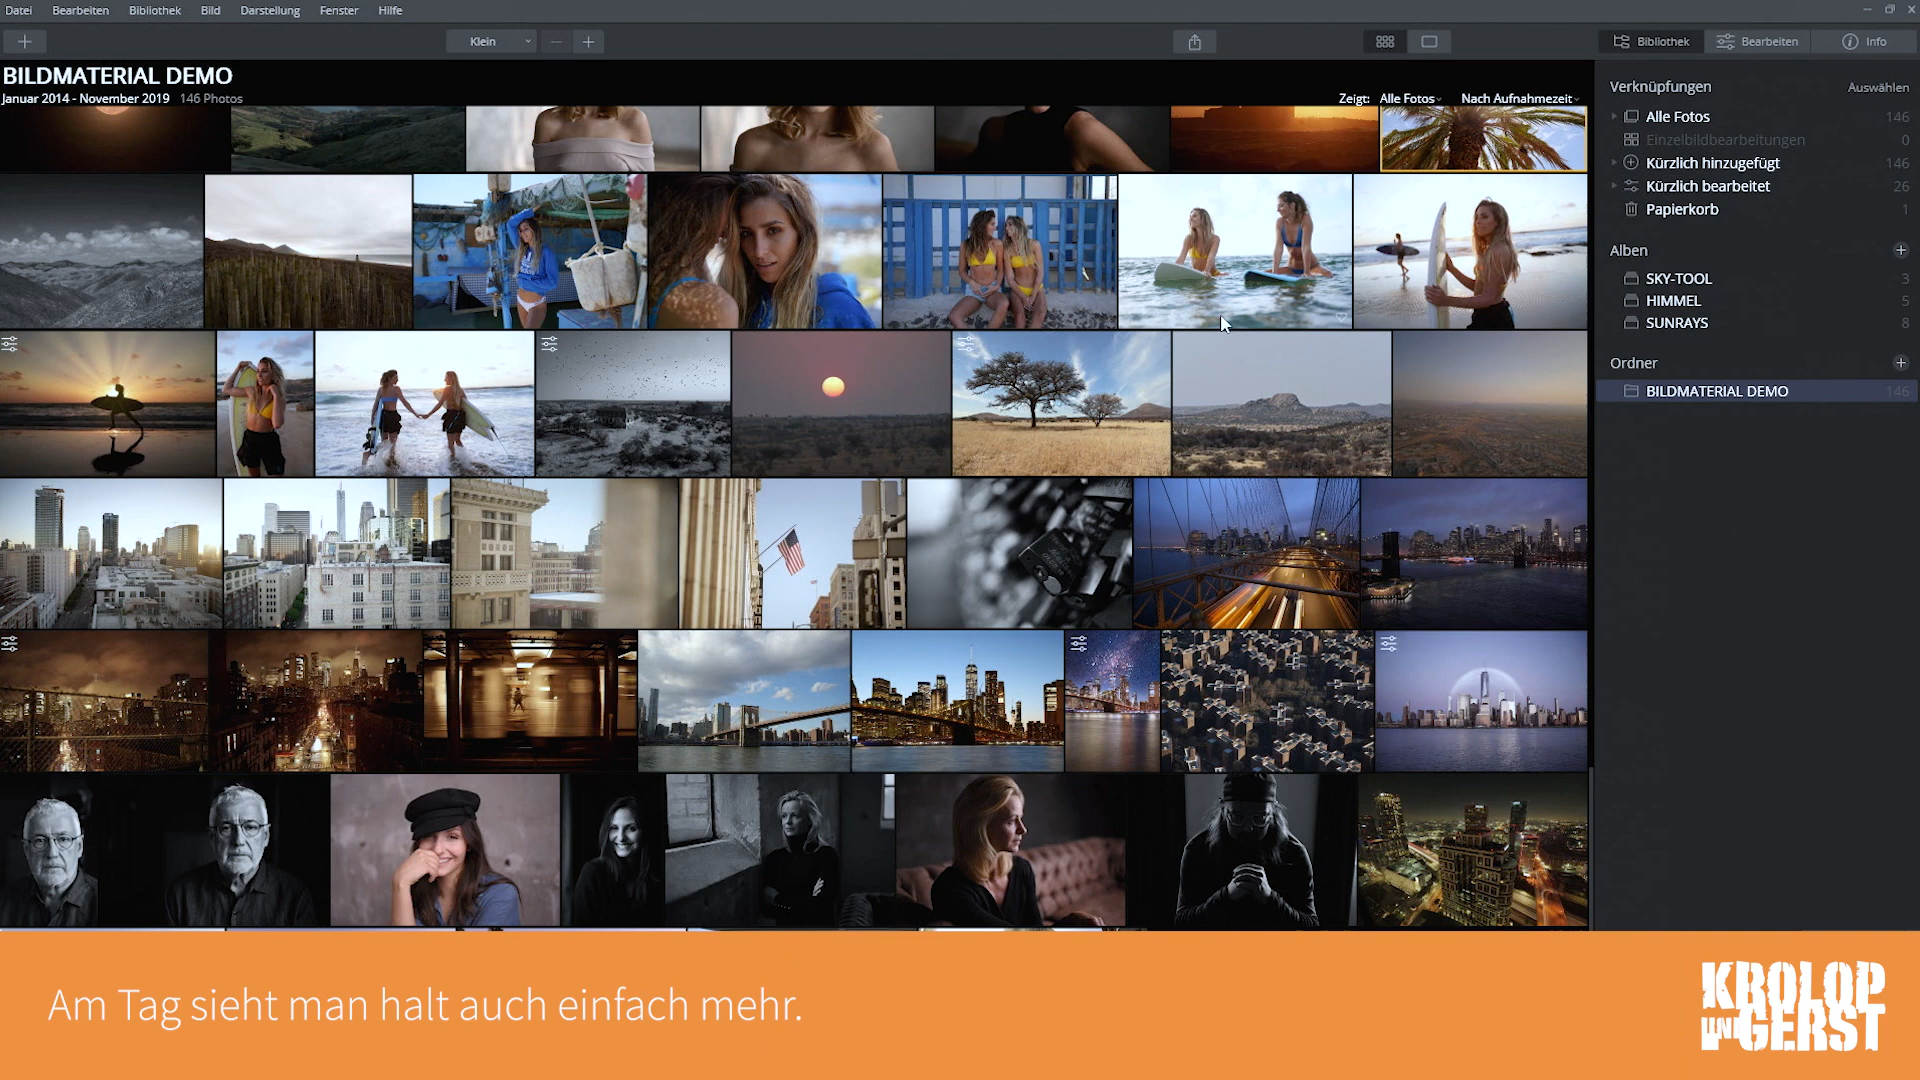 Datei Bearbeiten Bibliothek Bild Darstellung Fenster Hilfe
Klein
Bibliothek Bearbeiten Info
BILDMATERIAL DEMO
Januar 2014 - November 2019 146 Photos
Zeigt: Alle Fotos Nach Aufnahmezeit
Verknüpfungen Auswählen
Alle Fotos 146
Einzelbildbearbeitungen 0
Kürzlich hinzugefügt 146
Kürzlich bearbeitet 26
Papierkorb 1
Alben
SKY-TOOL 3
HIMMEL 5
SUNRAYS 8
Ordner
BILDMATERIAL DEMO 146
Am Tag sieht man halt auch einfach mehr.
KROLOP
UND GERST